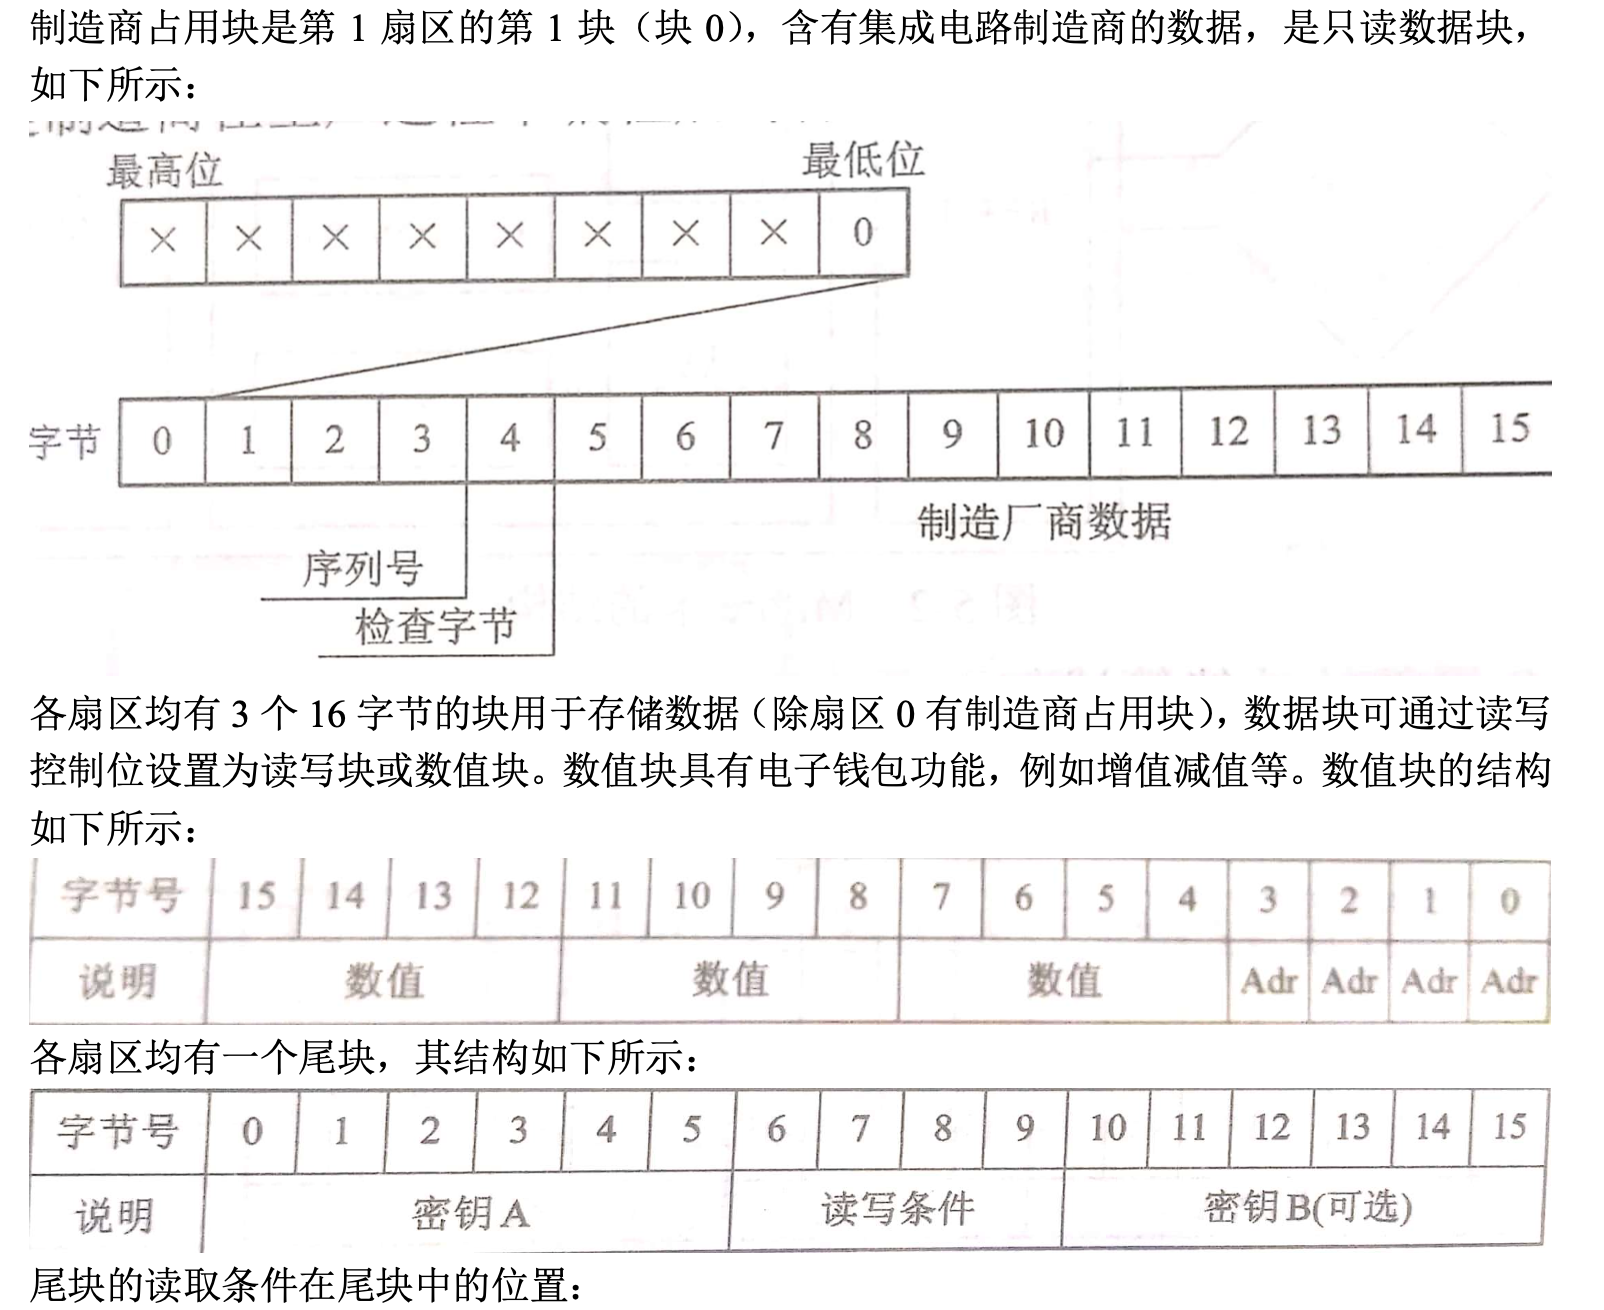 制造商占用块是第 1 扇区的第 1 块（块 0），含有集成电路制造商的数据，是只读数据块，
如下所示：
最高位 最低位
× × × × × × × × 0
字节 0 1 2 3 4 5 6 7 8 9 10 11 12 13 14 15
制造厂商数据
序列号
检查字节
各扇区均有 3 个 16 字节的块用于存储数据（除扇区 0 有制造商占用块），数据块可通过读写
控制位设置为读写块或数值块。数值块具有电子钱包功能，例如增值减值等。数值块的结构
如下所示：
字节号 15 14 13 12 11 10 9 8 7 6 5 4 3 2 1 0
说明 数值 数值 数值 Adr Adr Adr Adr
各扇区均有一个尾块，其结构如下所示：
字节号 0 1 2 3 4 5 6 7 8 9 10 11 12 13 14 15
说明 密钥A 读写条件 密钥B(可选)
尾块的读取条件在尾块中的位置：